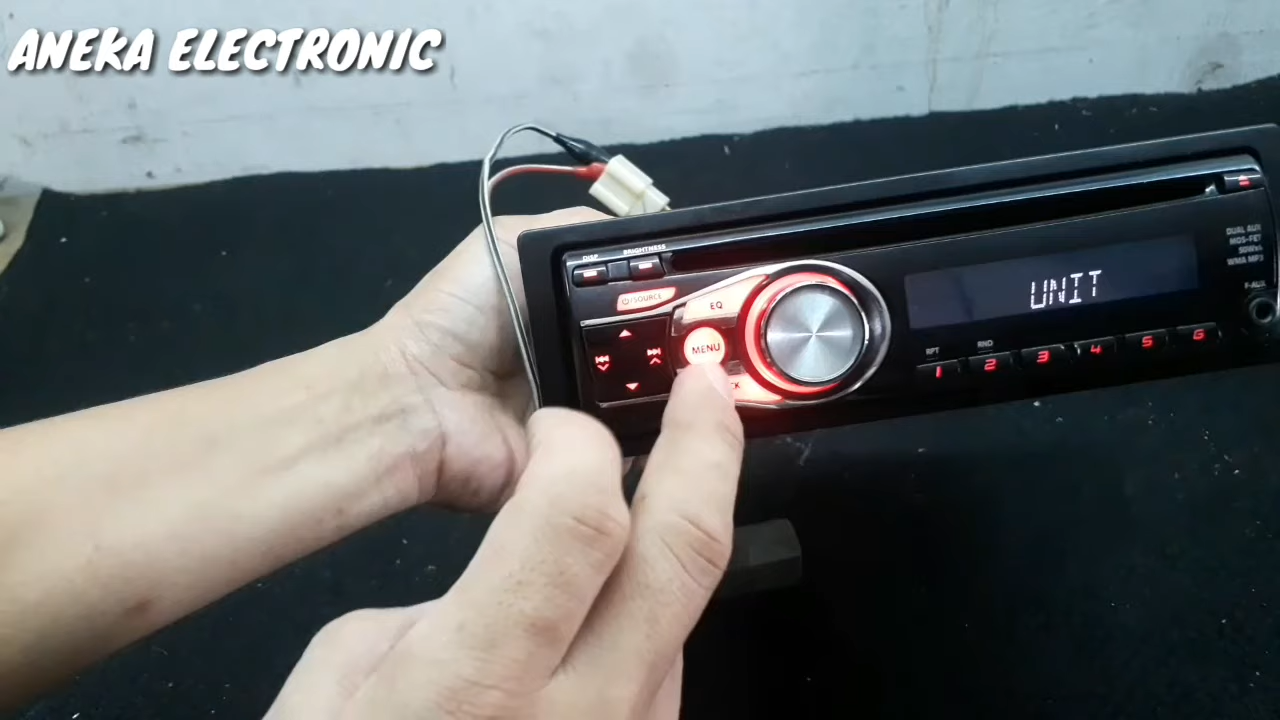 ANEKA ELECTRONIC
DISP
BRIGHTNESS
SOURCE
EQ
MENU
CK
UNIT
RPT
RND
1 2 3 4 5 6
DUAL AUX
MOS-FET
WMA MP3
F-AUX